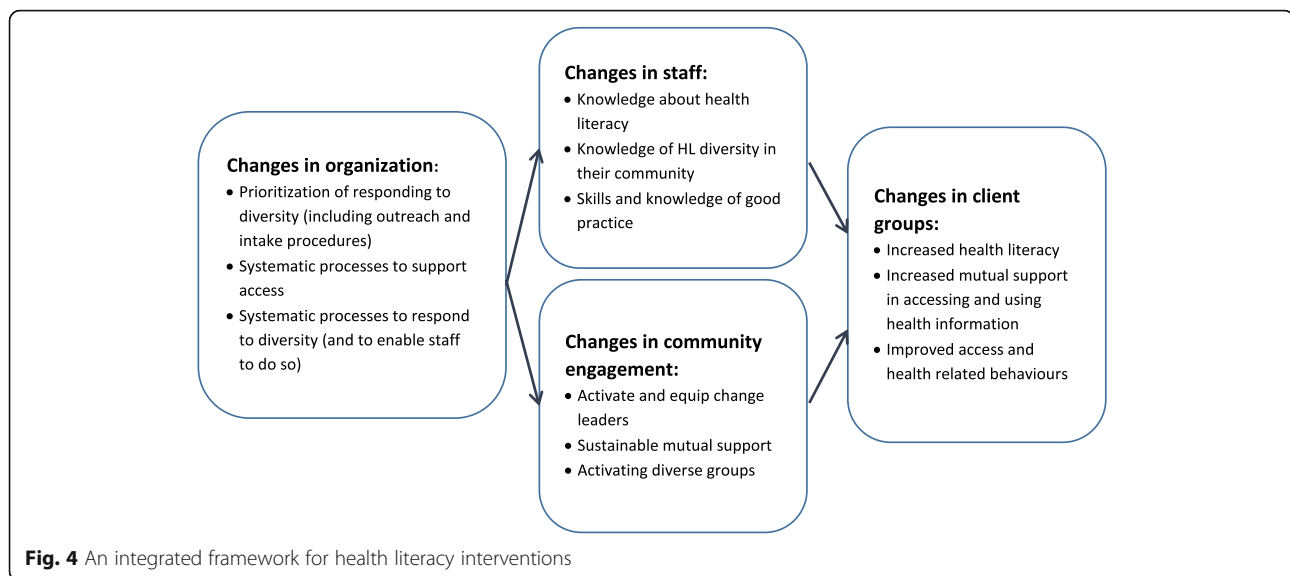 Changes in organization:
• Prioritization of responding to
diversity (including outreach and
intake procedures)
• Systematic processes to support
access
• Systematic processes to respond
to diversity (and to enable staff
to do so)
Changes in staff:
• Knowledge about health
literacy
• Knowledge of HL diversity in
their community
• Skills and knowledge of good
practice
Changes in community
engagement:
• Activate and equip change
leaders
• Sustainable mutual support
• Activating diverse groups
Changes in client
groups:
• Increased health literacy
• Increased mutual support
in accessing and using
health information
• Improved access and
health related behaviours
Fig. 4 An integrated framework for health literacy interventions